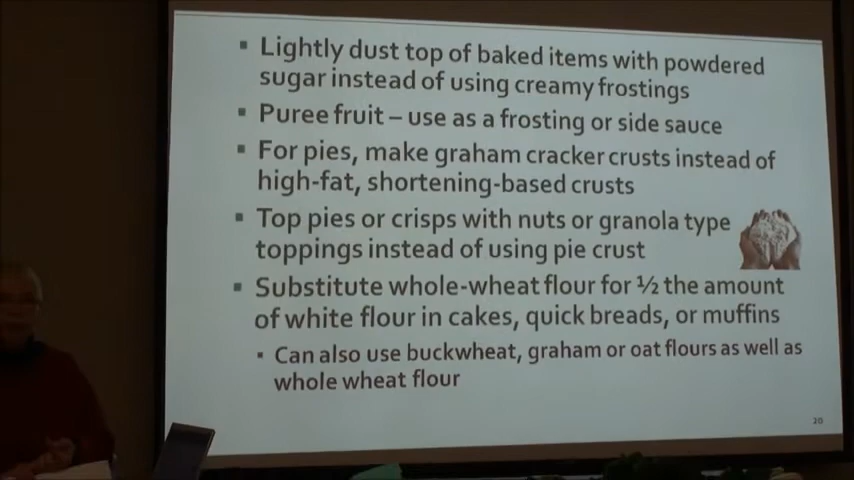 ▪ Lightly dust top of baked items with powdered
sugar instead of using creamy frostings
▪ Puree fruit – use as a frosting or side sauce
▪ For pies, make graham cracker crusts instead of
high-fat, shortening-based crusts
▪ Top pies or crisps with nuts or granola type
toppings instead of using pie crust
▪ Substitute whole-wheat flour for ½ the amount
of white flour in cakes, quick breads, or muffins
▪ Can also use buckwheat, graham or oat flours as well as
whole wheat flour
20